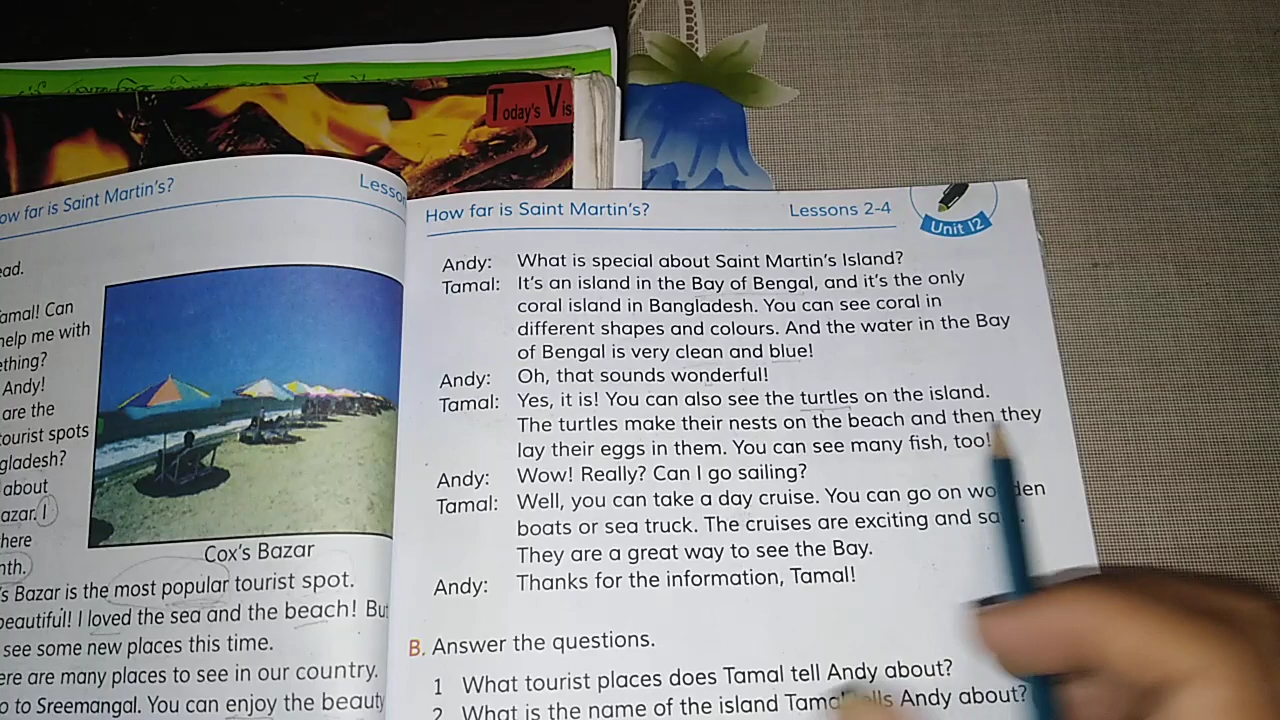 Today's Vis
ow far is Saint Martin's?
Lesso
ead.
amal! Can
help me with
ething?
Andy!
are the
tourist spots
gladesh?
about
azar. I
here
nth.
Cox's Bazar
's Bazar is the most popular tourist spot.
beautiful! I loved the sea and the beach! But
see some new places this time.
ere are many places to see in our country.
o to Sreemangal. You can enjoy the beauty
How far is Saint Martin's?
Lessons 2-4
Unit 12
Andy: What is special about Saint Martin's Island?
Tamal: It's an island in the Bay of Bengal, and it's the only
coral island in Bangladesh. You can see coral in
different shapes and colours. And the water in the Bay
of Bengal is very clean and blue!
Andy: Oh, that sounds wonderful!
Tamal: Yes, it is! You can also see the turtles on the island.
The turtles make their nests on the beach and then they
lay their eggs in them. You can see many fish, too!
Andy: Wow! Really? Can I go sailing?
Tamal: Well, you can take a day cruise. You can go on wooden
boats or sea truck. The cruises are exciting and
They are a great way to see the Bay.
Andy: Thanks for the information, Tamal!
B. Answer the questions.
1 What tourist places does Tamal tell Andy about?
2 What is the name of the island Tamal tells Andy about?